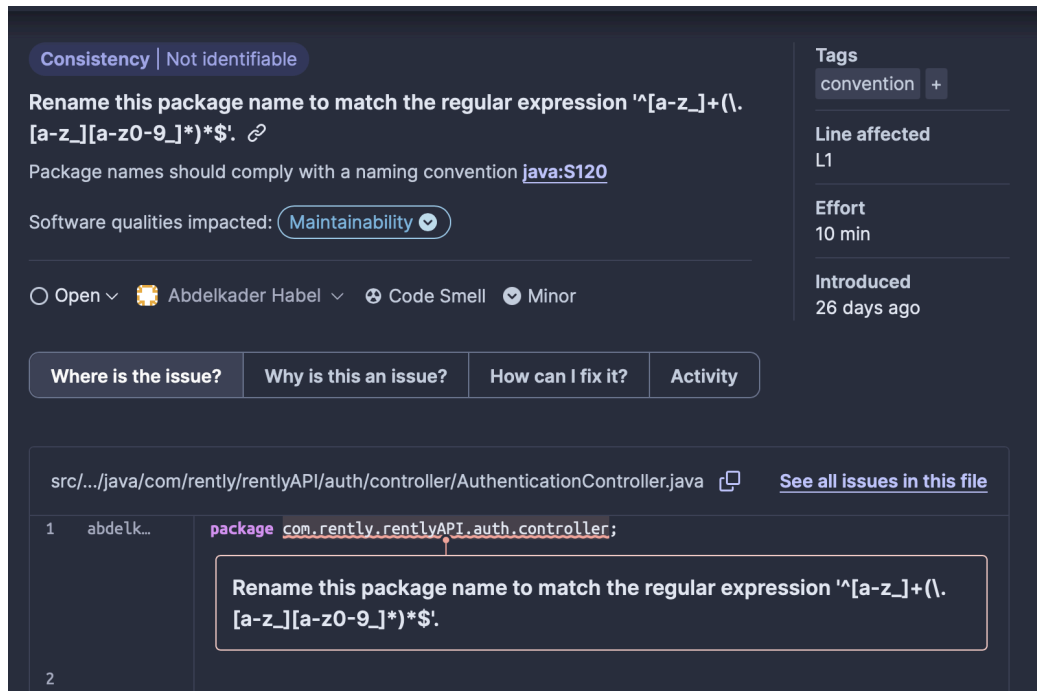 Consistency | Not identifiable
Rename this package name to match the regular expression '^[a-z_]+(\.
[a-z_][a-z0-9_]*)*$'.
Package names should comply with a naming convention java:S120
Software qualities impacted: Maintainability
Open Abdelkader Habel Code Smell Minor
Tags
convention +
Line affected
L1
Effort
10 min
Introduced
26 days ago
Where is the issue? Why is this an issue? How can I fix it? Activity
src/.../java/com/rently/rentlyAPI/auth/controller/AuthenticationController.java See all issues in this file
1 abdelk… package com.rently.rentlyAPI.auth.controller;
Rename this package name to match the regular expression '^[a-z_]+(\.
[a-z_][a-z0-9_]*)*$'.
2